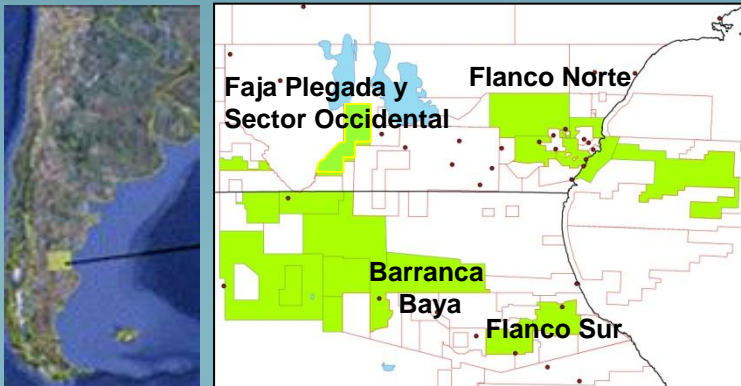 Faja Plegada y
Sector Occidental
Flanco Norte
Barranca
Baya
Flanco Sur